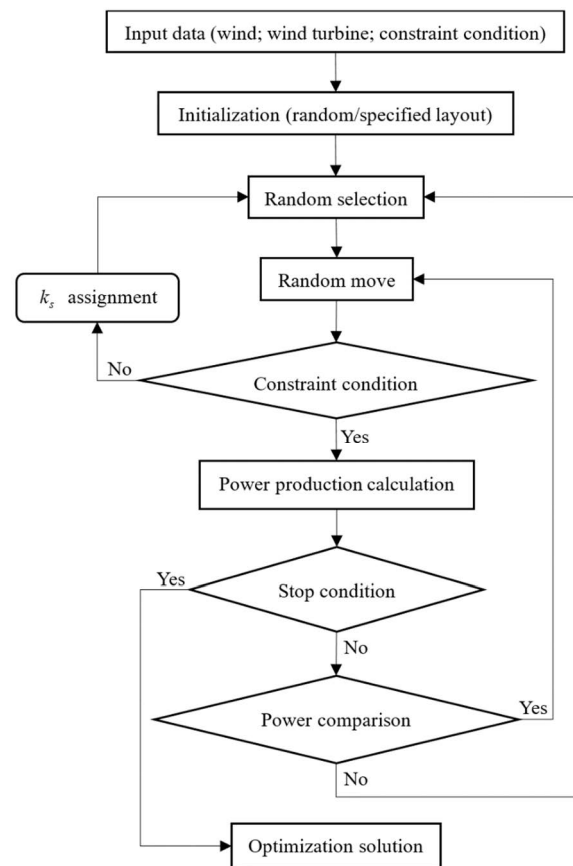 Input data (wind; wind turbine; constraint condition)
Initialization (random/specified layout)
Random selection
Random move
k_s assignment
No
Constraint condition
Yes
Power production calculation
Yes
Stop condition
No
Power comparison
Yes
No
Optimization solution